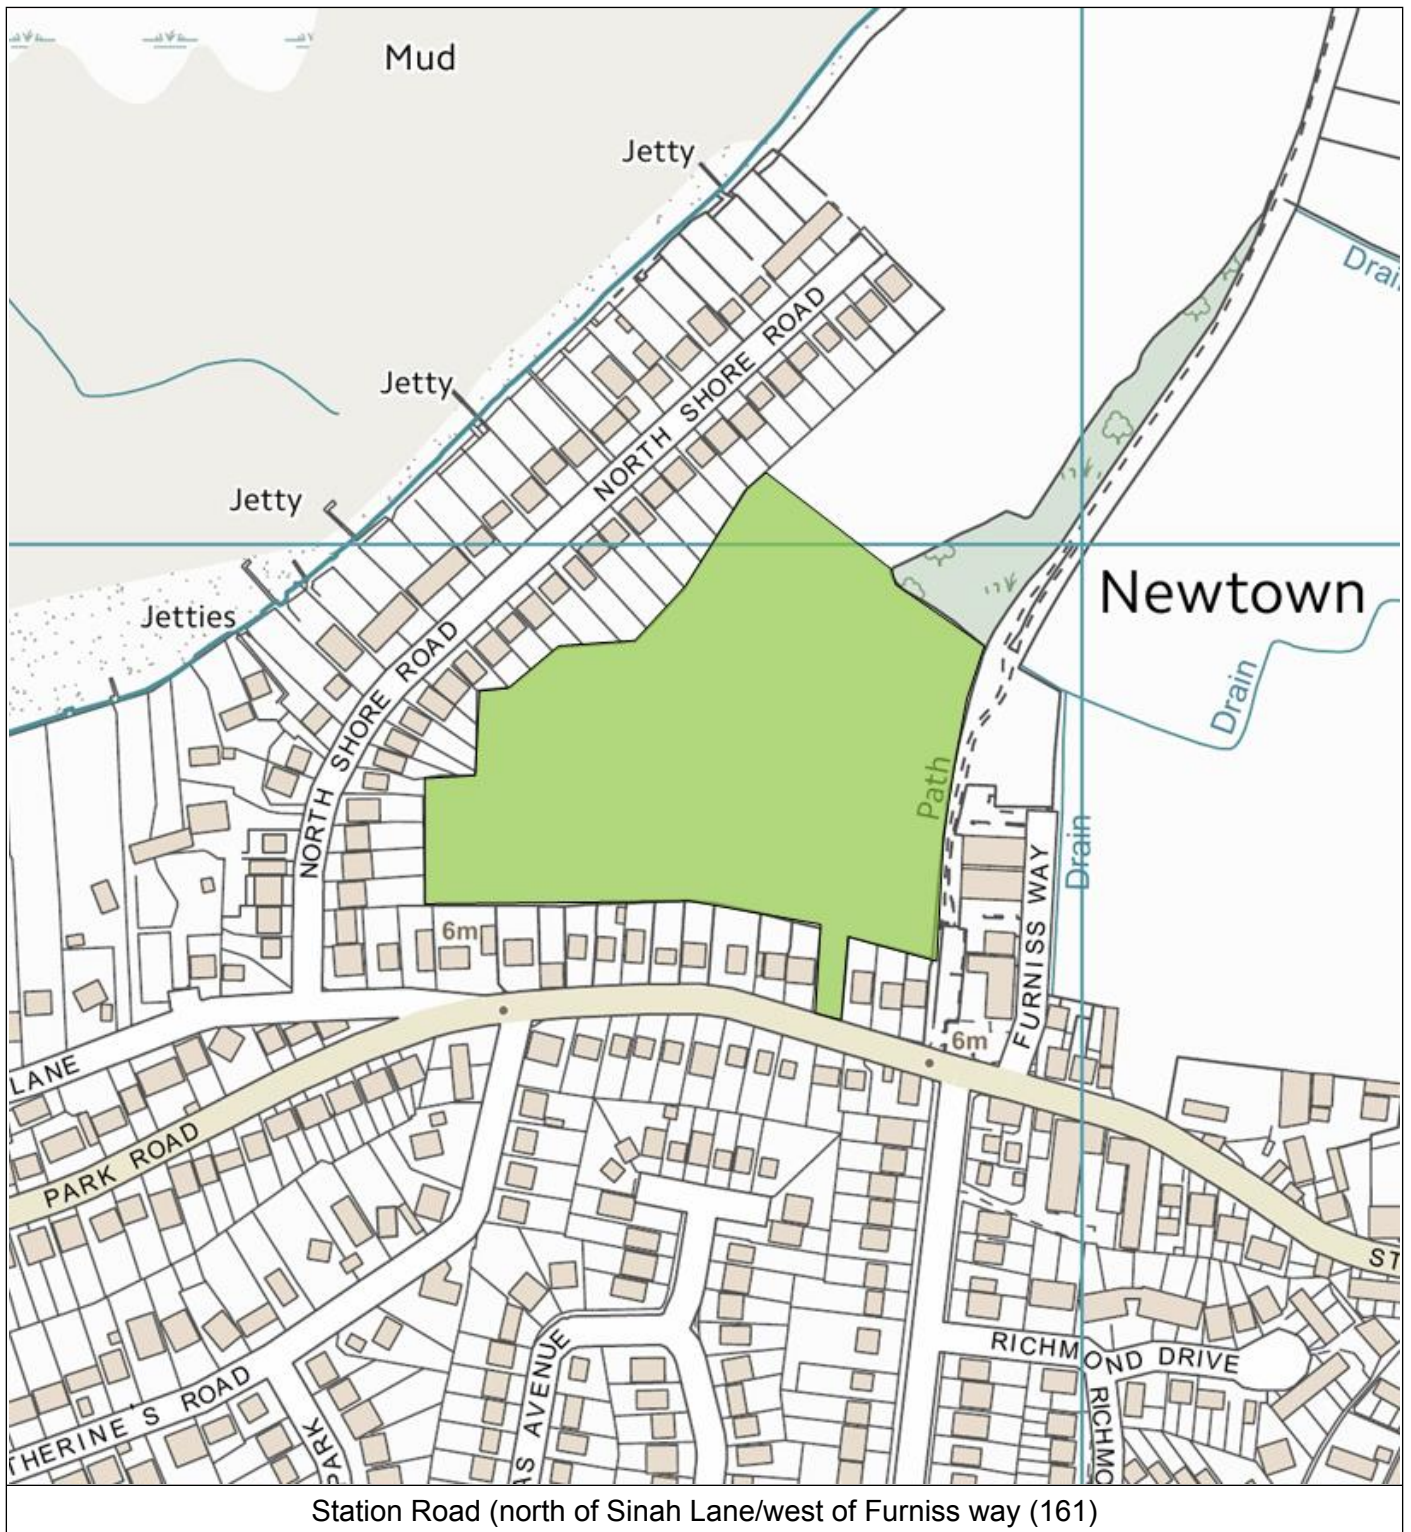 Mud
Jetty
Drai
NORTH SHORE ROAD
Jetty
Jetty
Newtown
Jetties
NORTH SHORE ROAD
Drain
Path
Drain
FURNISS WAY
6m
6m
LANE
PARK ROAD
ST
RICHMOND DRIVE
AS AVENUE
THERINE'S ROAD
PARK
RICHMO
Station Road (north of Sinah Lane/west of Furniss way (161)